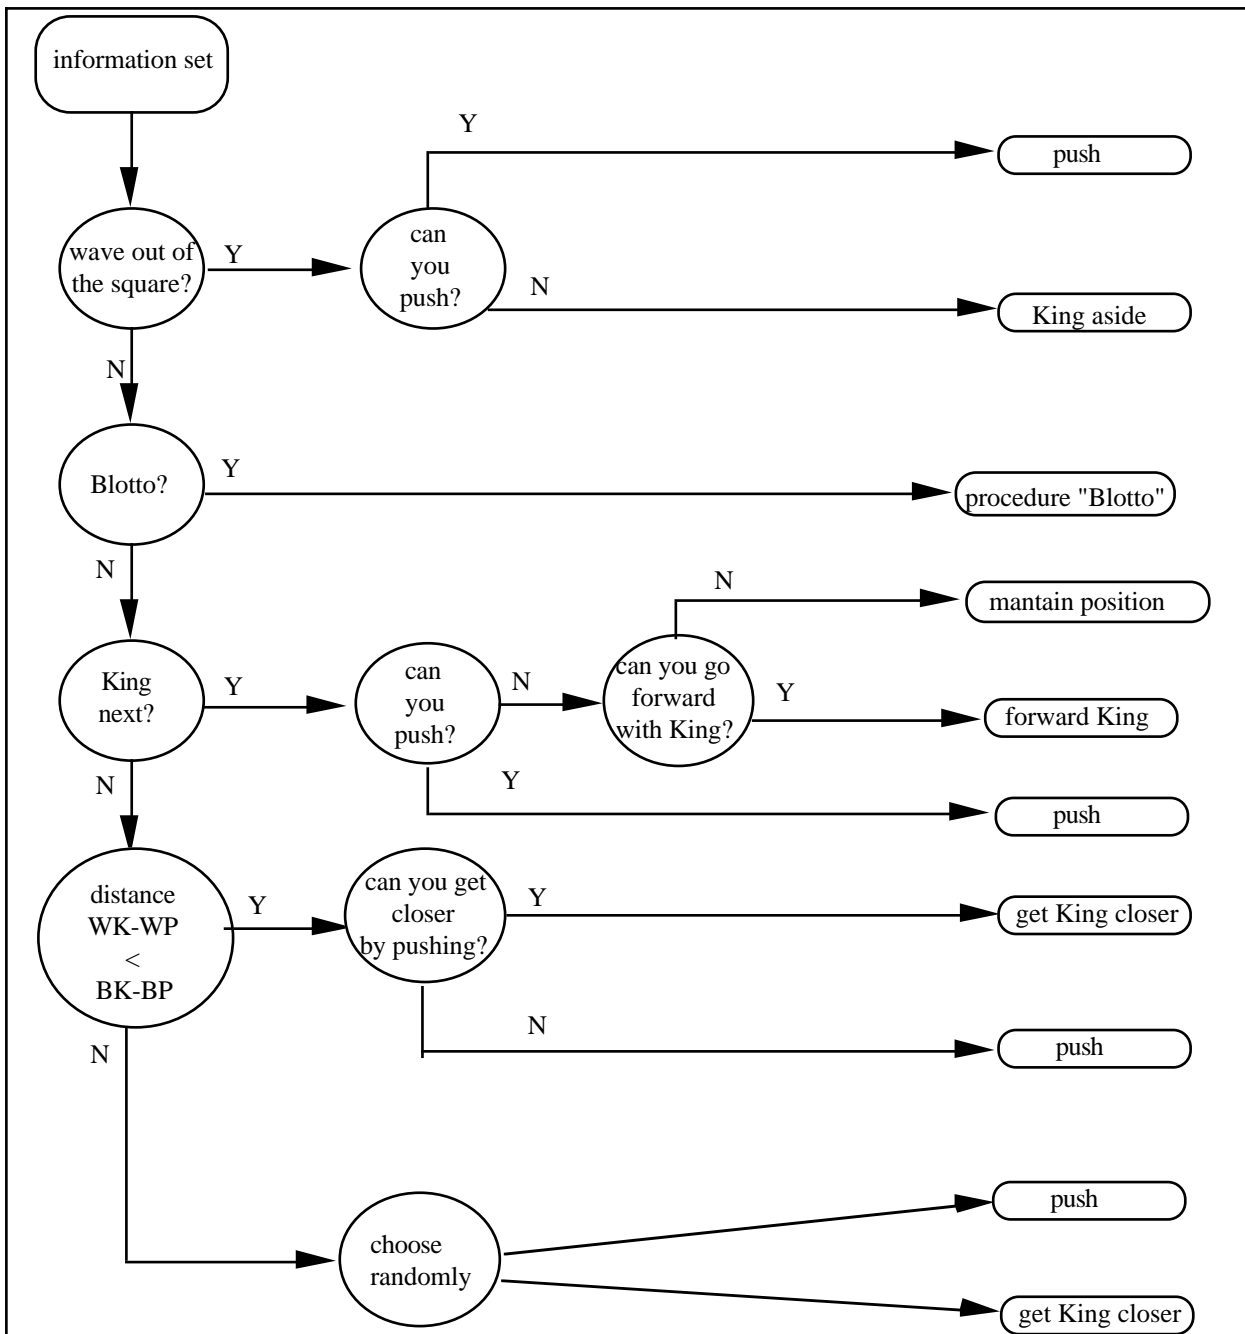 information set
Y
push
wave out of
the square?
Y
can
you
push?
N
King aside
N
Blotto?
Y
procedure "Blotto"
N
N
mantain position
King
next?
Y
can
you
push?
N
can you go
forward
with King?
Y
forward King
N
Y
push
distance
WK-WP
<
BK-BP
Y
can you get
closer
by pushing?
Y
get King closer
N
N
push
choose
randomly
push
get King closer